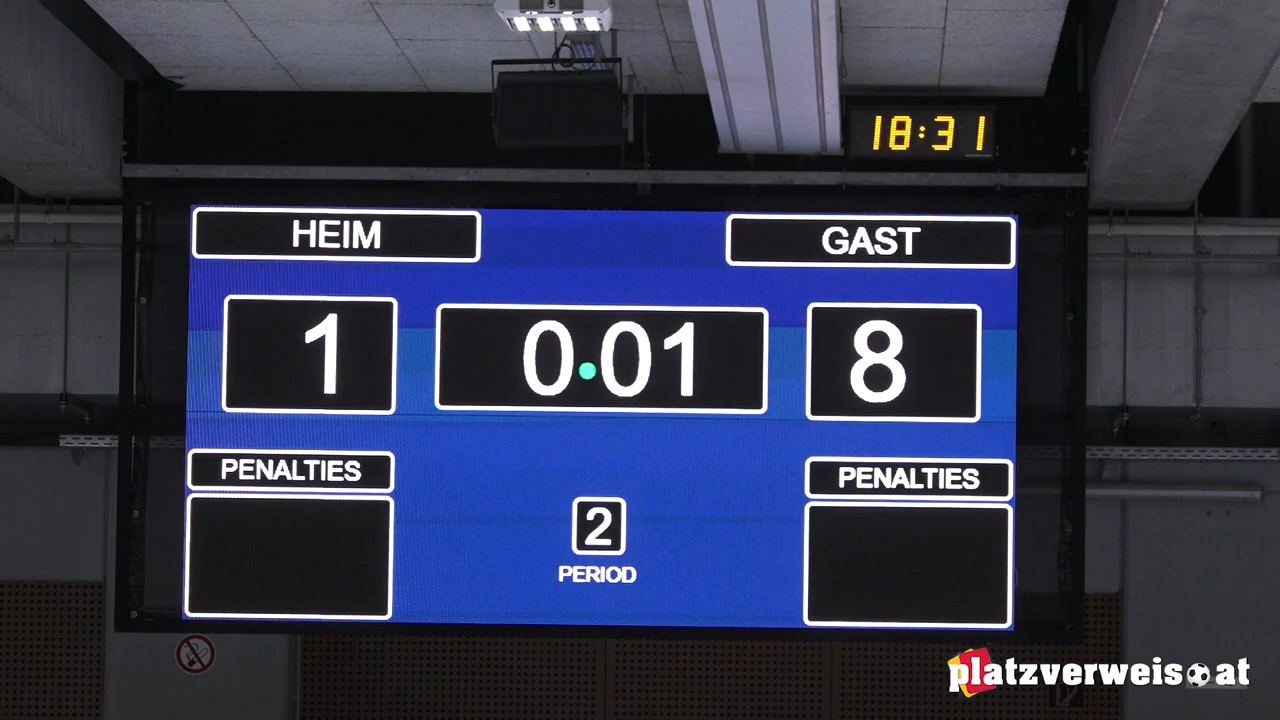 18:31
HEIM
GAST
1
0.01
8
PENALTIES
PENALTIES
2
PERIOD
platzverweis.at